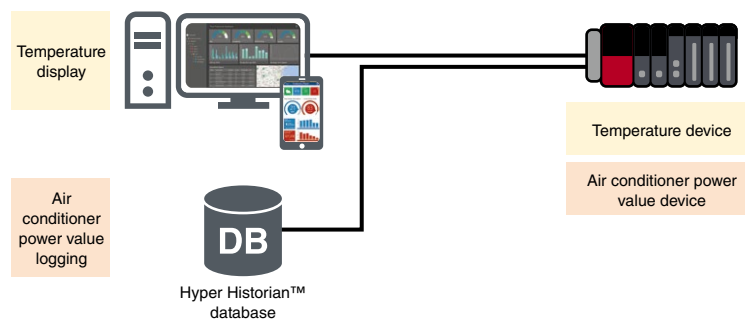 Temperature
display
Temperature device
Air conditioner power
value device
Air
conditioner
power value
logging
DB
Hyper Historian™
database